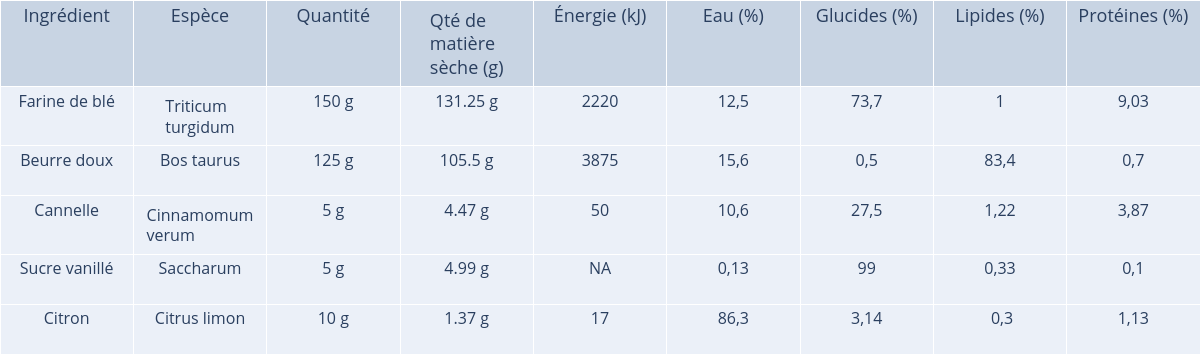 Ingrédient Espèce Quantité Qté de matière sèche (g) Énergie (kJ) Eau (%) Glucides (%) Lipides (%) Protéines (%)
Farine de blé Triticum turgidum 150 g 131.25 g 2220 12,5 73,7 1 9,03
Beurre doux Bos taurus 125 g 105.5 g 3875 15,6 0,5 83,4 0,7
Cannelle Cinnamomum verum 5 g 4.47 g 50 10,6 27,5 1,22 3,87
Sucre vanillé Saccharum 5 g 4.99 g NA 0,13 99 0,33 0,1
Citron Citrus limon 10 g 1.37 g 17 86,3 3,14 0,3 1,13